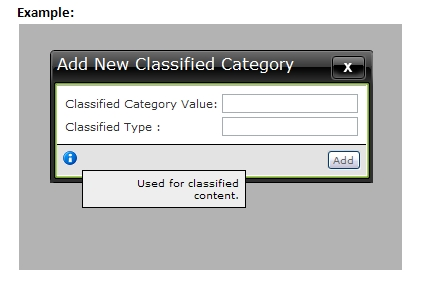 Example:
Add New Classified Category X
Classified Category Value:
Classified Type :
i Add
Used for classified
content.